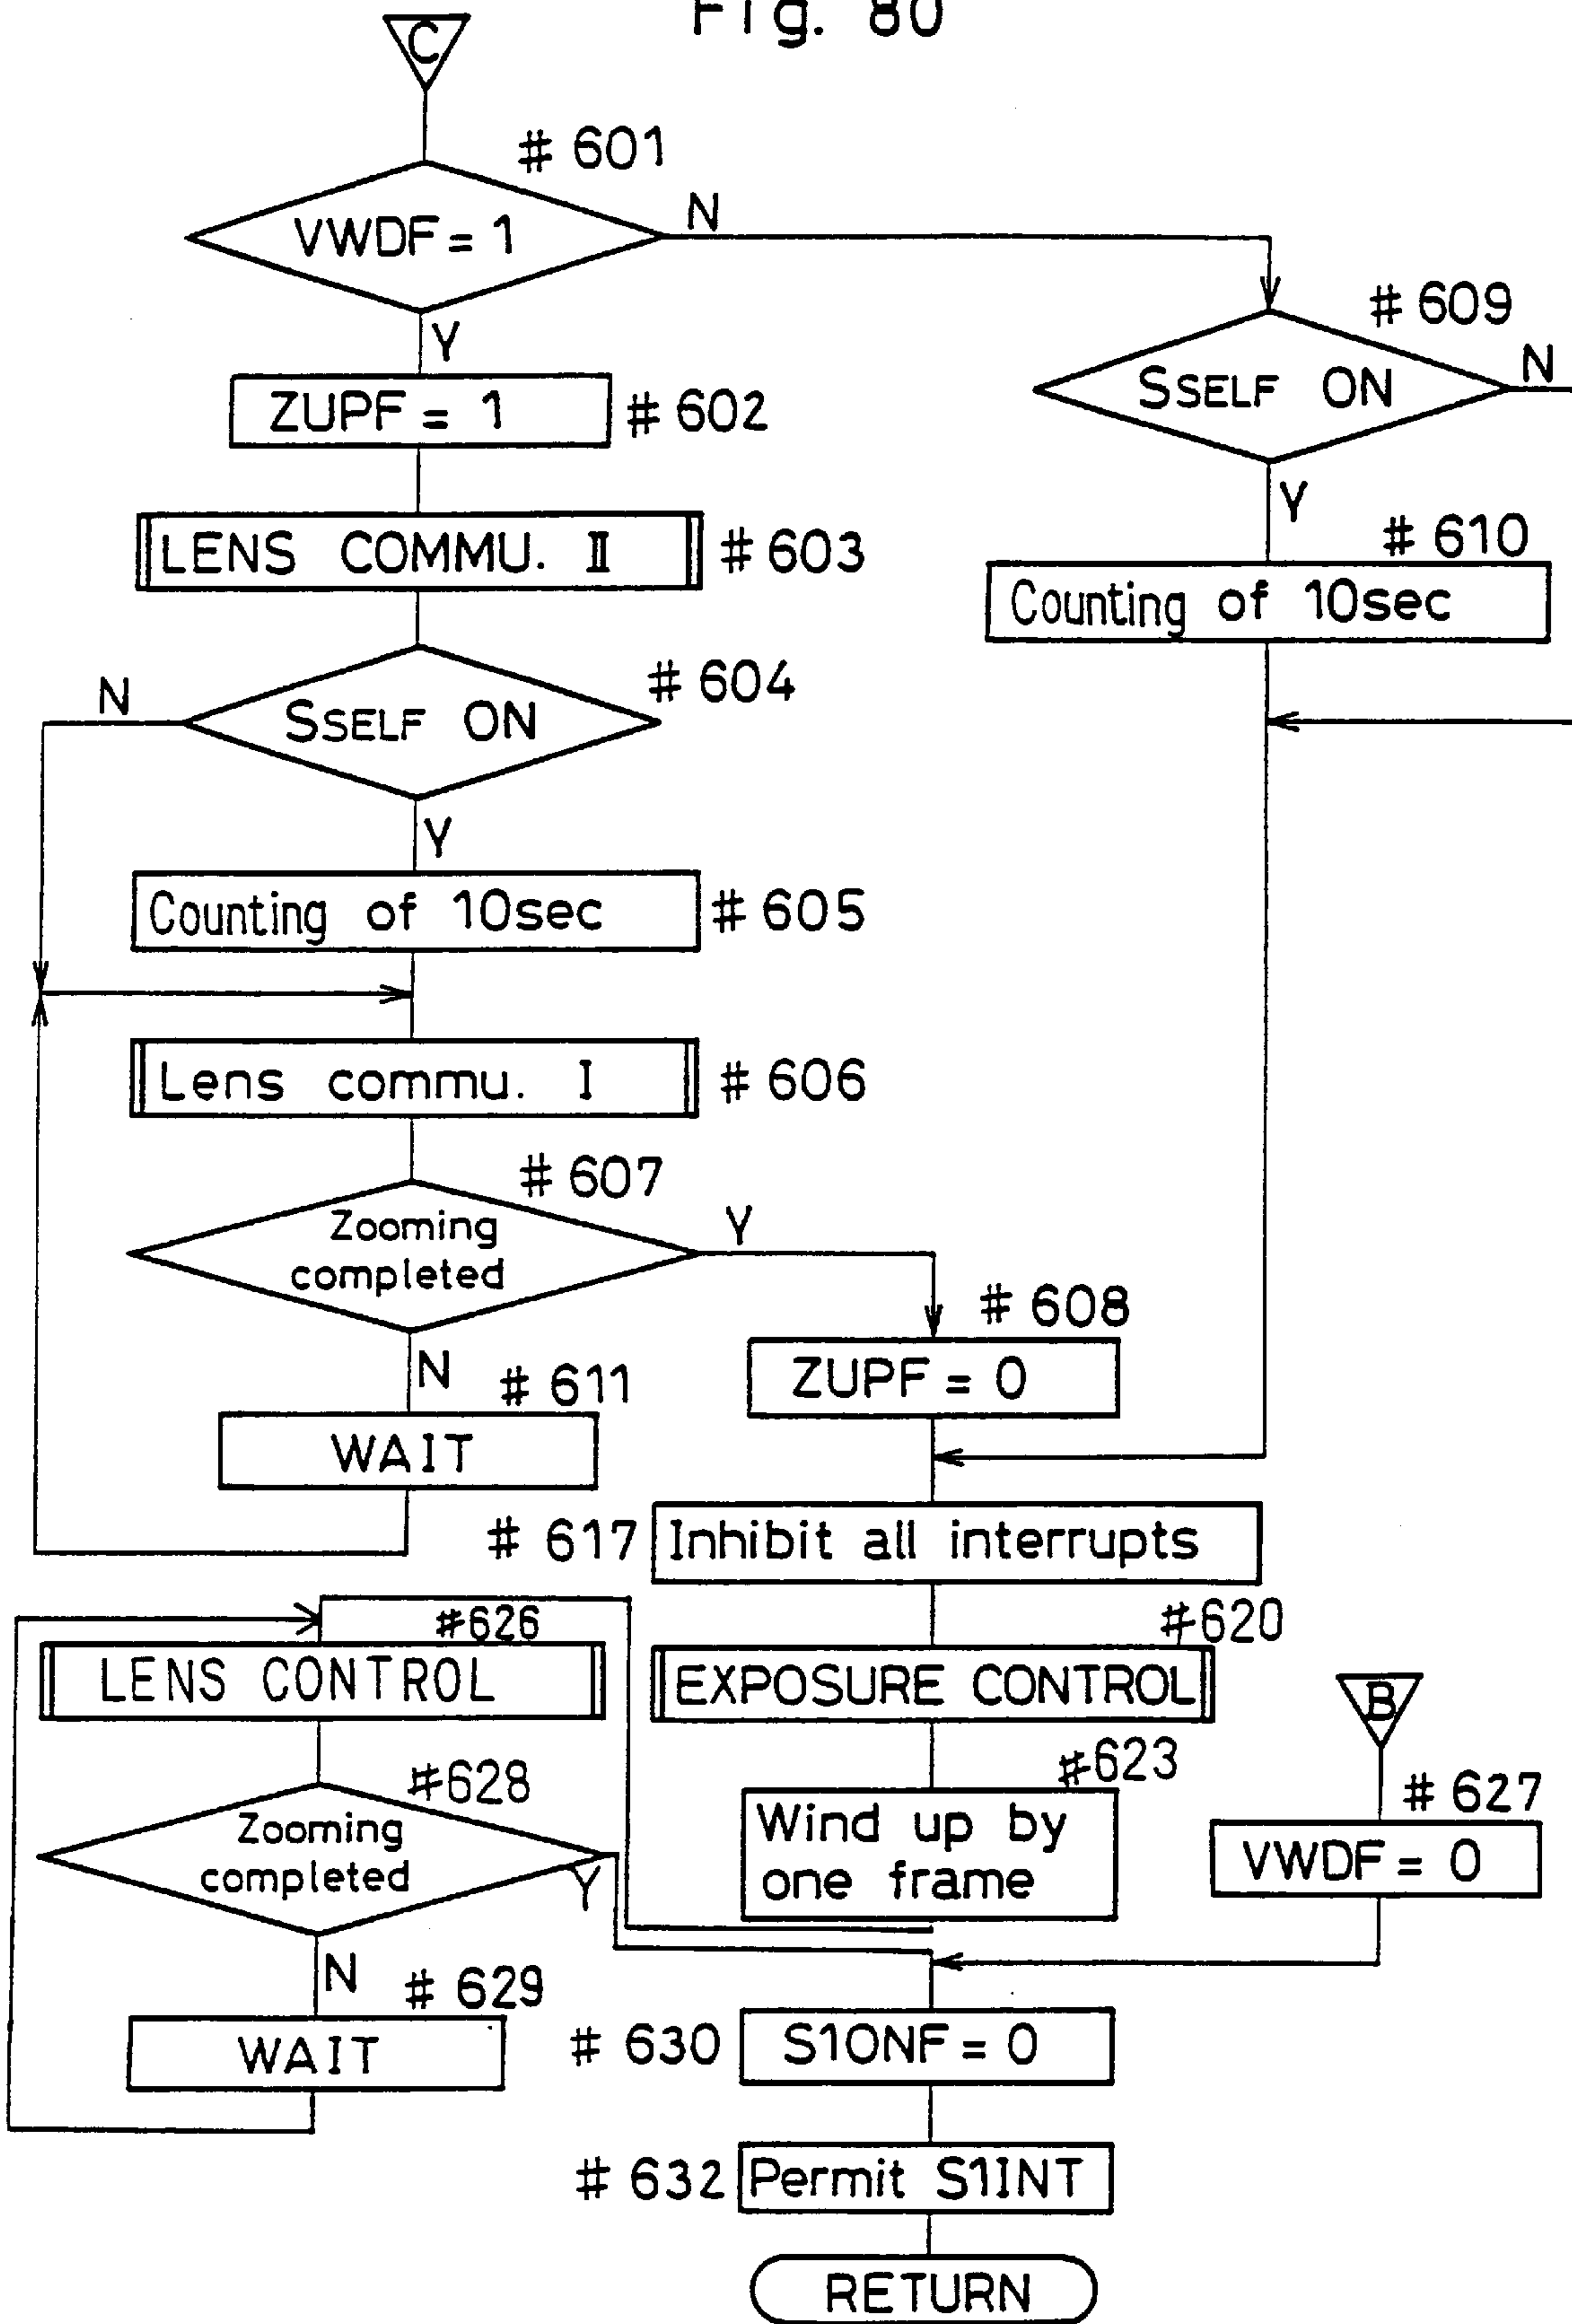 Fig. 80
C
# 601
VWDF = 1
N
Y
# 609
SSELF ON
N
Y
ZUPF = 1
# 602
LENS COMMU. II
# 603
# 610
Counting of 10sec
# 604
N
SSELF ON
Y
Counting of 10sec
# 605
Lens commu. I
# 606
# 607
Zooming
completed
Y
N
# 608
ZUPF = 0
# 611
WAIT
# 617
Inhibit all interrupts
#626
LENS CONTROL
#620
EXPOSURE CONTROL
B
#628
Zooming
completed
Y
N
#623
Wind up by
one frame
# 627
VWDF = 0
# 629
WAIT
# 630
S1ONF = 0
# 632
Permit S1INT
RETURN